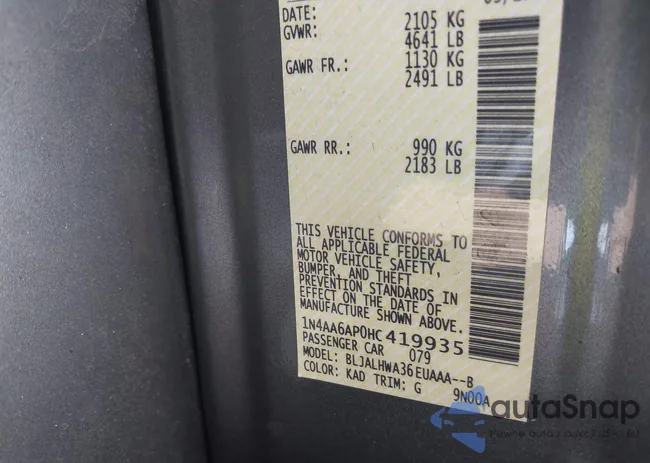 DATE:
GVWR: 2105 KG
4641 LB
GAWR FR.: 1130 KG
2491 LB
GAWR RR.: 990 KG
2183 LB
THIS VEHICLE CONFORMS TO
ALL APPLICABLE FEDERAL
MOTOR VEHICLE SAFETY,
BUMPER, AND THEFT
PREVENTION STANDARDS IN
EFFECT ON THE DATE OF
MANUFACTURE SHOWN ABOVE.
1N4AA6AP0HC419935
PASSENGER CAR 079
MODEL: BLJALHWA36EUAAA--B
COLOR: KAD TRIM: G 9N00A
autaSnap